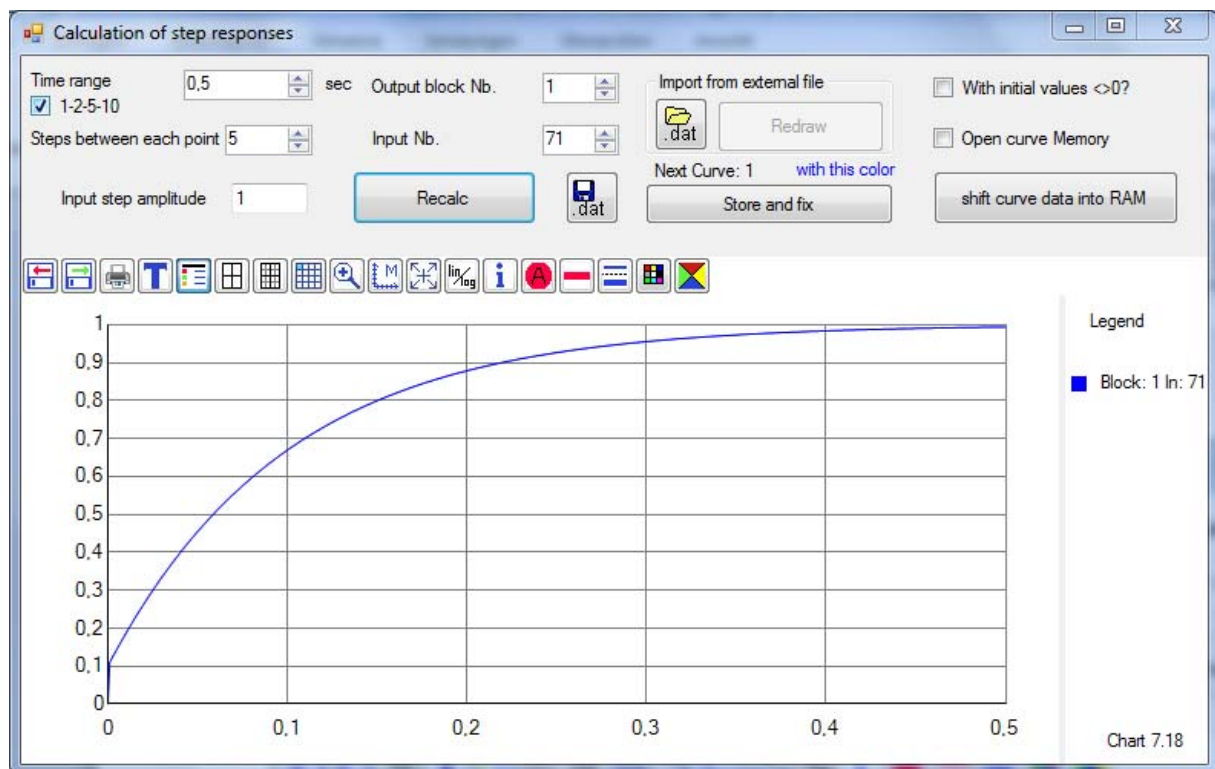 Calculation of step responses
Time range 0,5 sec Output block Nb. 1 Import from external file With initial values <>0?
1-2-5-10
.dat Redraw
Steps between each point 5 Input Nb. 71 Open curve Memory
Next Curve: 1 with this color
Input step amplitude 1 Recalc .dat Store and fix shift curve data into RAM
T M lin/log i A
1 Legend
0,9
Block: 1 In: 71
0,8
0,7
0,6
0,5
0,4
0,3
0,2
0,1
0
0 0,1 0,2 0,3 0,4 0,5
Chart 7.18